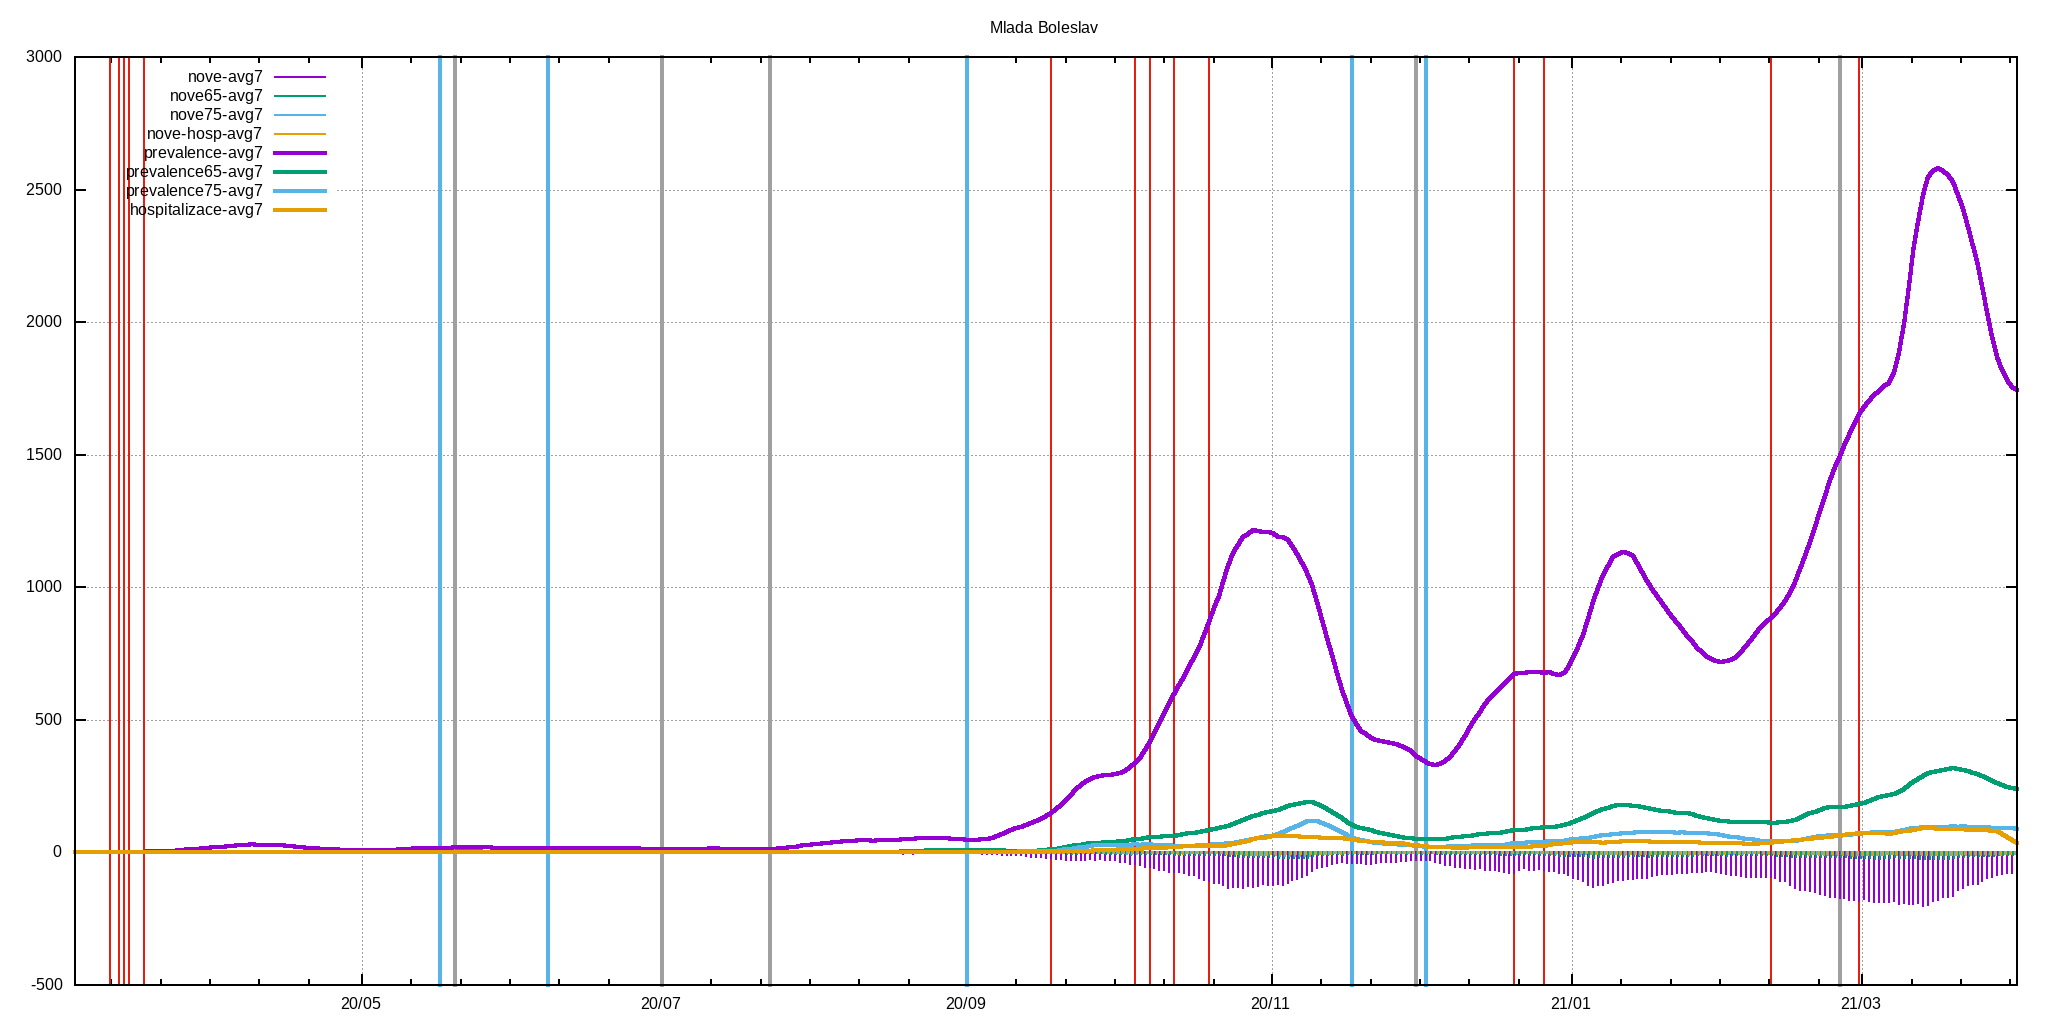 Mlada Boleslav
3000
2500
2000
1500
1000
500
0
-500
nove-avg7
nove65-avg7
nove75-avg7
nove-hosp-avg7
prevalence-avg7
prevalence65-avg7
prevalence75-avg7
hospitalizace-avg7
20/05 20/07 20/09 20/11 21/01 21/03